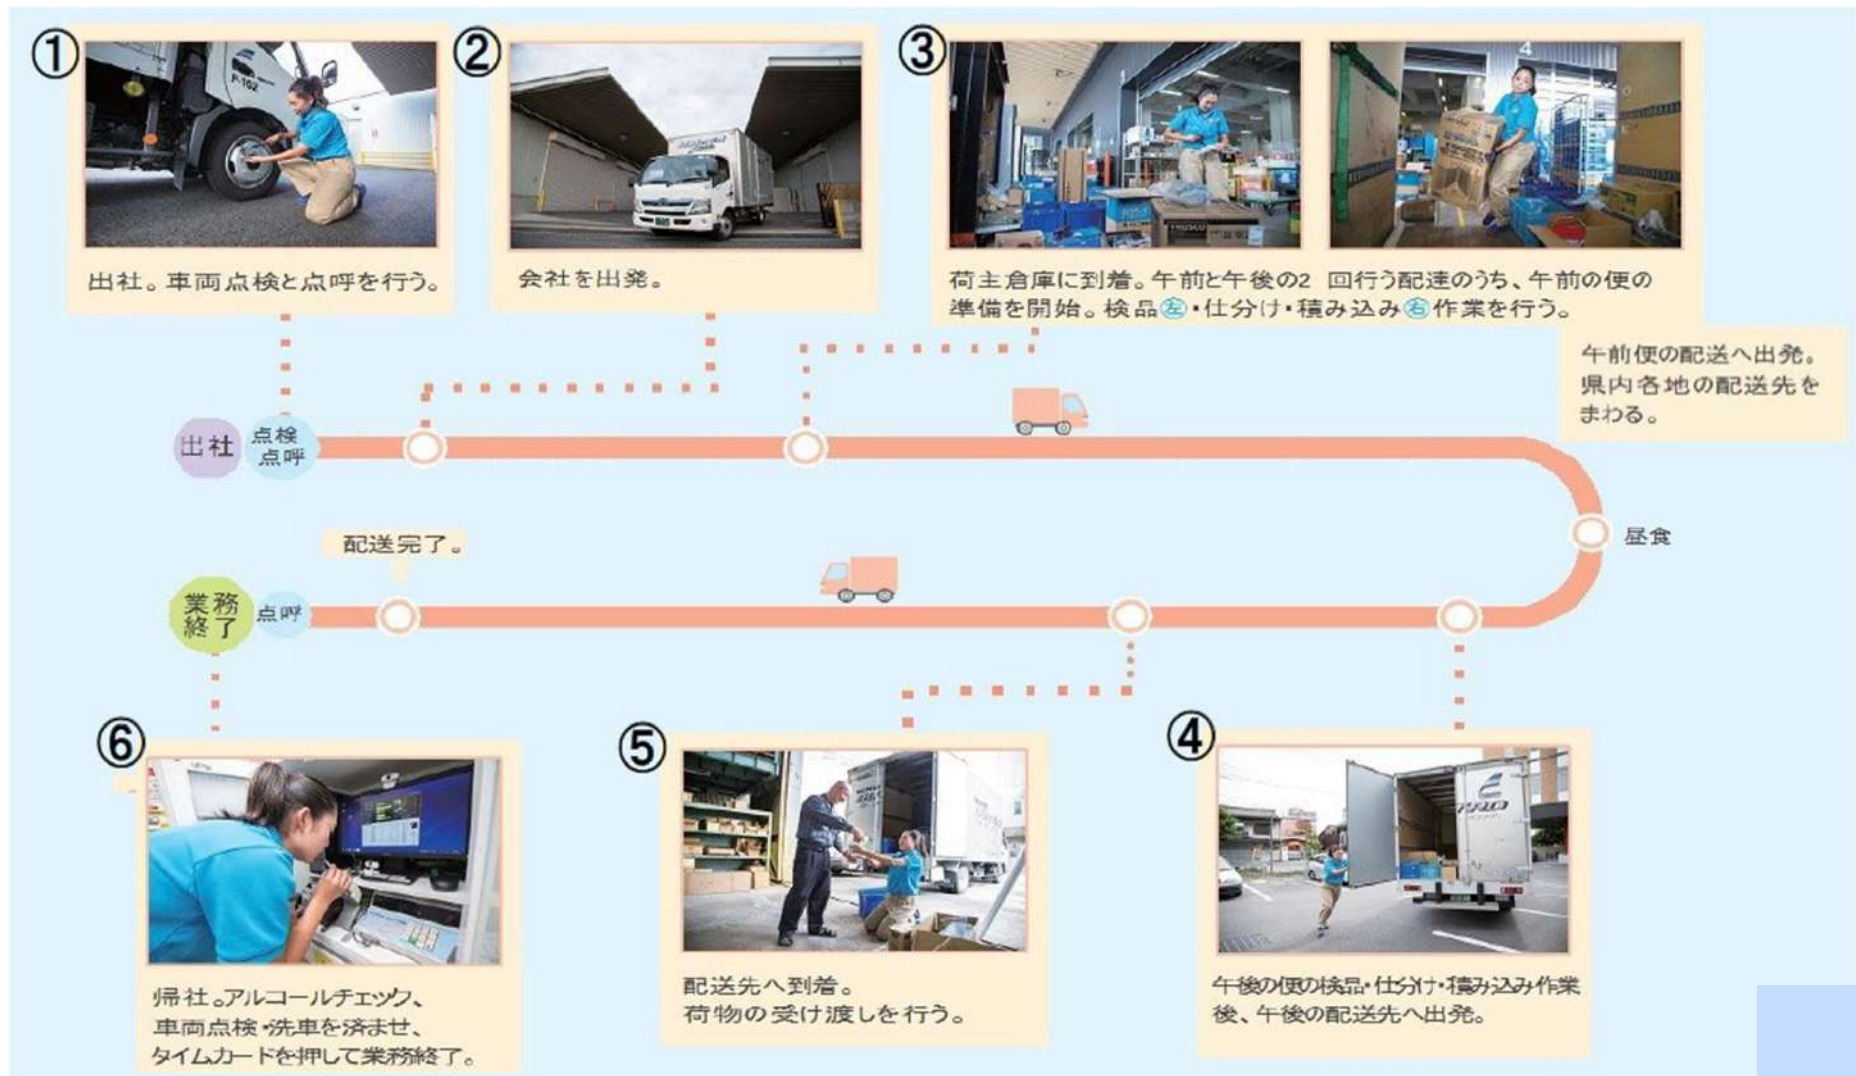 ①
②
③
出社。車両点検と点呼を行う。
会社を出発。
荷主倉庫に到着。午前と午後の2 回行う配達のうち、午前の便の
準備を開始。検品左・仕分け・積み込み右作業を行う。
午前便の配送へ出発。
県内各地の配送先を
まわる。
出社
点検
点呼
昼食
配送完了。
業務
終了
点呼
⑥
⑤
④
帰社。アルコールチェック、
車両点検・洗車を済ませ、
タイムカードを押して業務終了。
配送先へ到着。
荷物の受け渡しを行う。
午後の便の検品・仕分け・積み込み作業
後、午後の配送先へ出発。